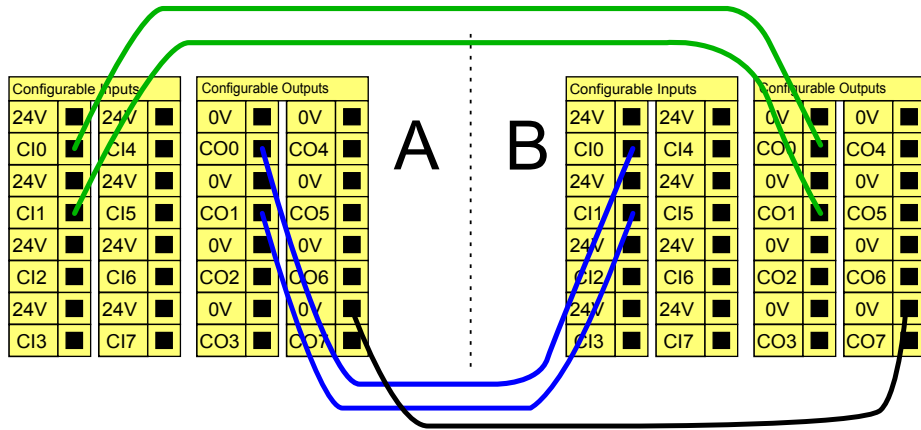 Configurable Inputs
24V 24V
CI0 CI4
24V 24V
CI1 CI5
24V 24V
CI2 CI6
24V 24V
CI3 CI7
Configurable Outputs
0V 0V
CO0 CO4
0V 0V
CO1 CO5
0V 0V
CO2 CO6
0V 0V
CO3 CO7
A
B
Configurable Inputs
24V 24V
CI0 CI4
24V 24V
CI1 CI5
24V 24V
CI2 CI6
24V 24V
CI3 CI7
Configurable Outputs
0V 0V
CO0 CO4
0V 0V
CO1 CO5
0V 0V
CO2 CO6
0V 0V
CO3 CO7